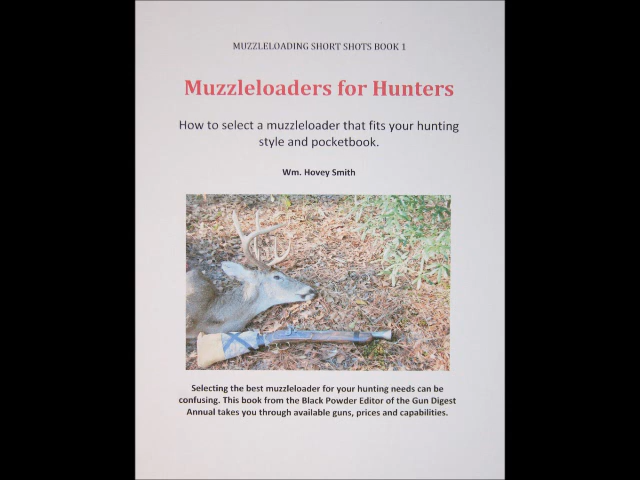 MUZZLELOADING SHORT SHOTS BOOK 1
Muzzleloaders for Hunters
How to select a muzzleloader that fits your hunting
style and pocketbook.
Wm. Hovey Smith
Selecting the best muzzleloader for your hunting needs can be
confusing. This book from the Black Powder Editor of the Gun Digest
Annual takes you through available guns, prices and capabilities.